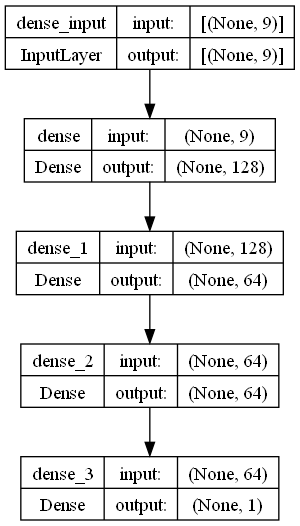 dense_input input: [(None, 9)]
InputLayer output: [(None, 9)]
dense input: (None, 9)
Dense output: (None, 128)
dense_1 input: (None, 128)
Dense output: (None, 64)
dense_2 input: (None, 64)
Dense output: (None, 64)
dense_3 input: (None, 64)
Dense output: (None, 1)